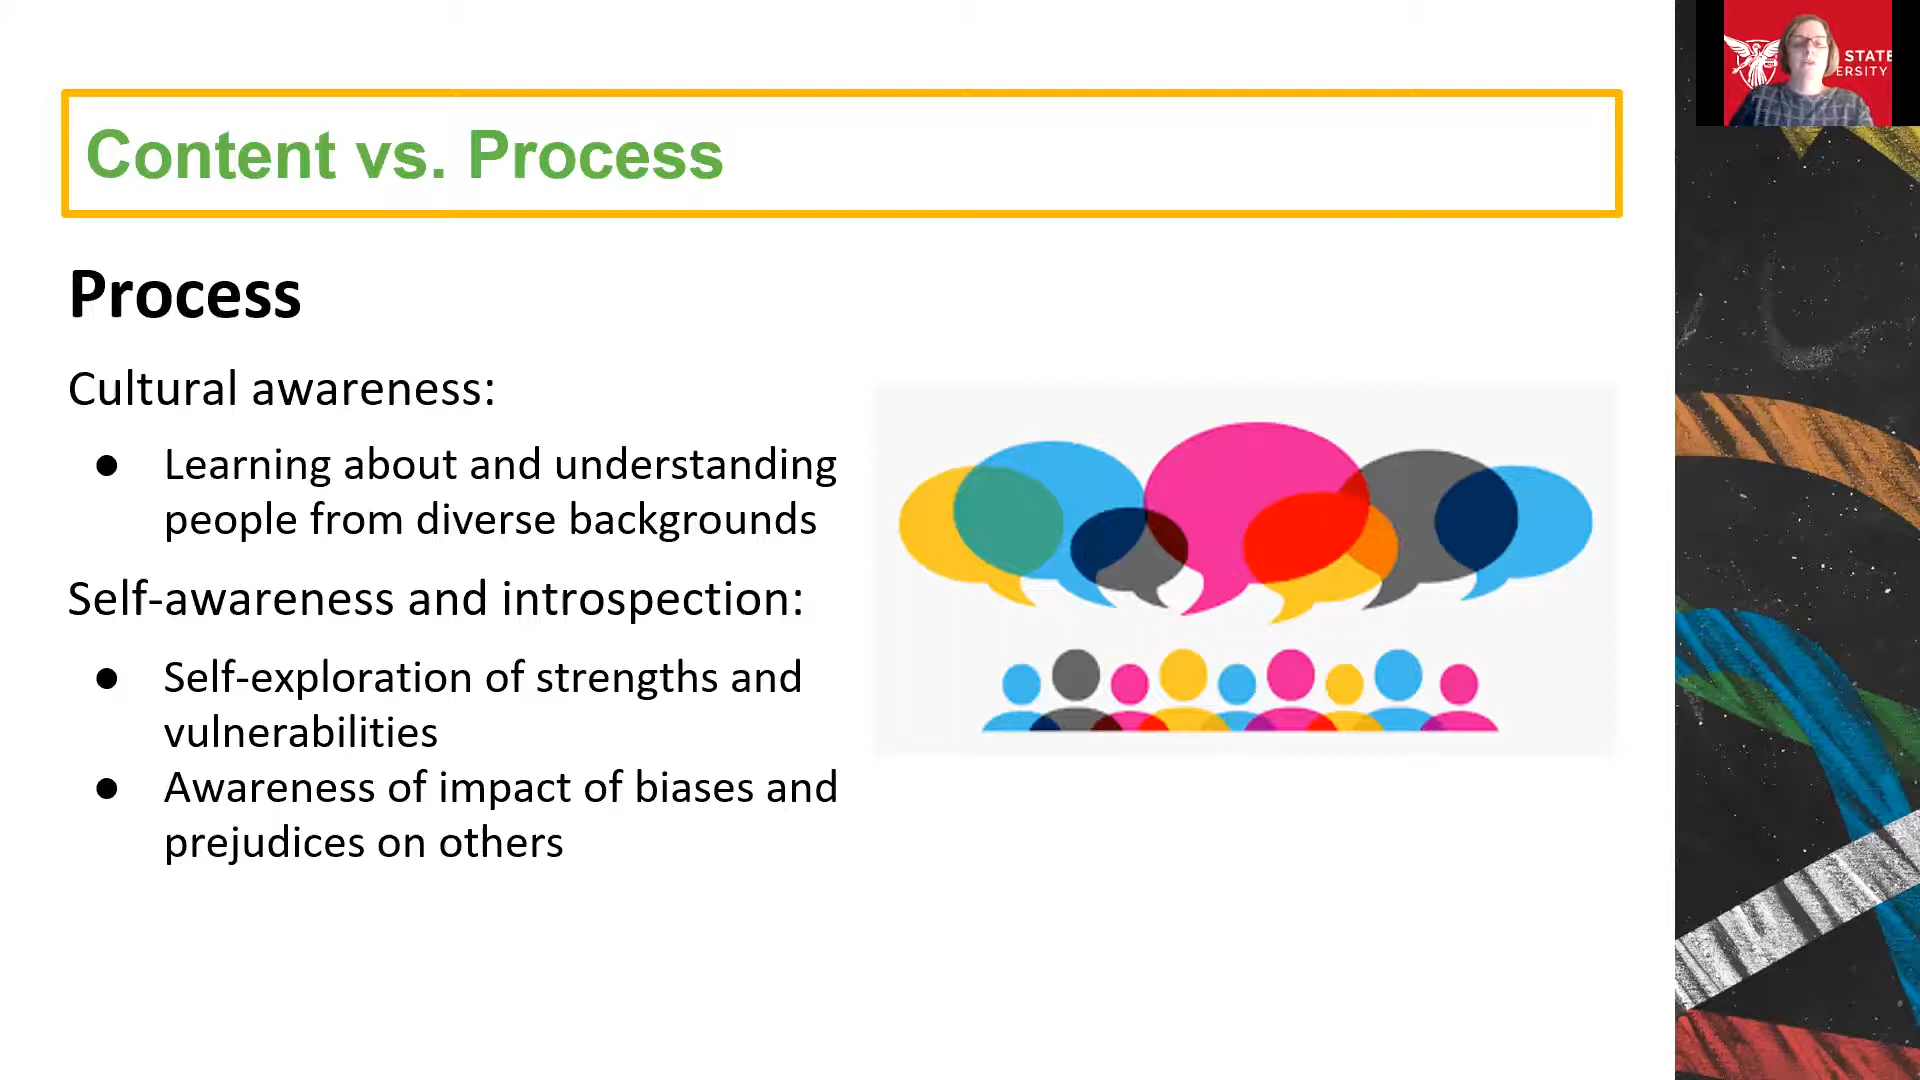 STATE
ERSITY
Content vs. Process
Process
Cultural awareness:
● Learning about and understanding
people from diverse backgrounds
Self-awareness and introspection:
● Self-exploration of strengths and
vulnerabilities
● Awareness of impact of biases and
prejudices on others